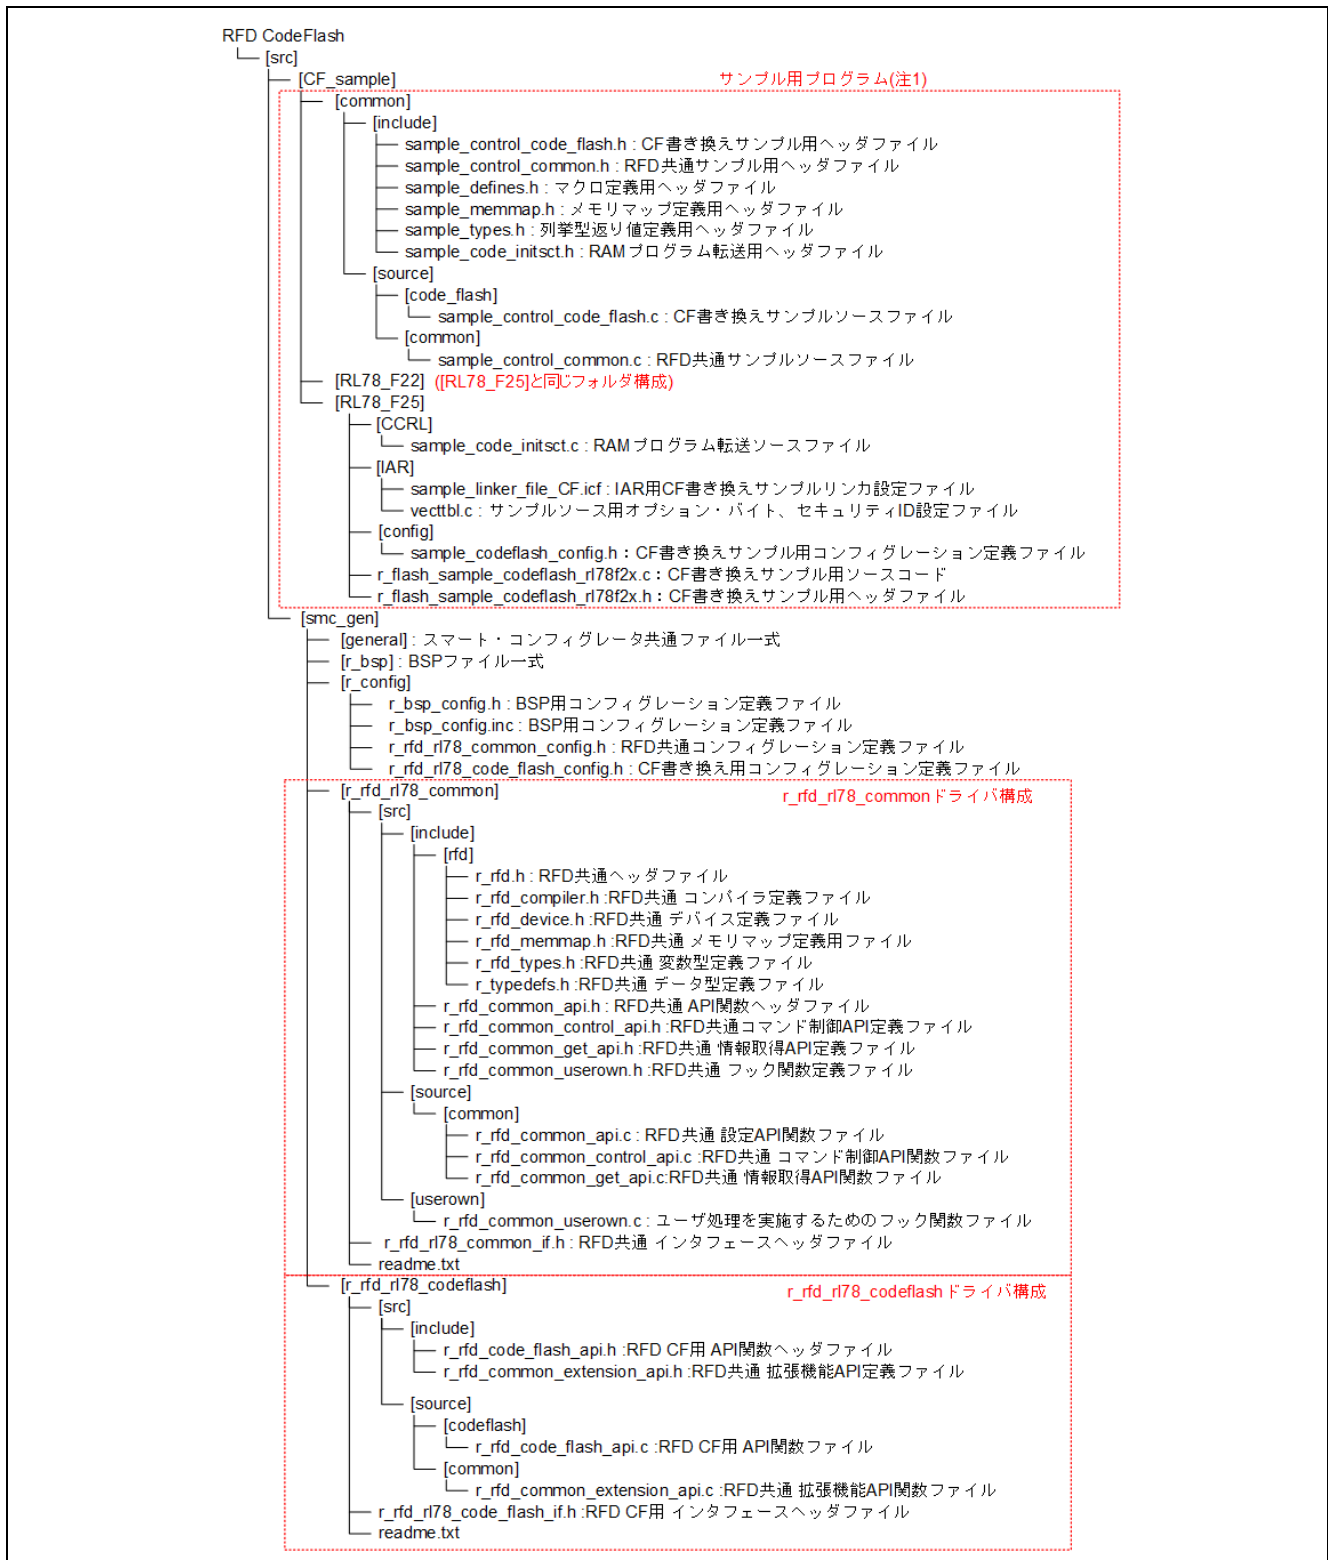 RFD CodeFlash
[src]
[CF_sample] サンプル用プログラム(注1)
[common]
[include]
sample_control_code_flash.h : CF書き換えサンプル用ヘッダファイル
sample_control_common.h : RFD共通サンプル用ヘッダファイル
sample_defines.h : マクロ定義用ヘッダファイル
sample_memmap.h : メモリマップ定義用ヘッダファイル
sample_types.h : 列挙型返り値定義用ヘッダファイル
sample_code_initsct.h : RAMプログラム転送用ヘッダファイル
[source]
[code_flash]
sample_control_code_flash.c : CF書き換えサンプルソースファイル
[common]
sample_control_common.c : RFD共通サンプルソースファイル
[RL78_F22] ([RL78_F25]と同じフォルダ構成)
[RL78_F25]
[CCRL]
sample_code_initsct.c : RAMプログラム転送ソースファイル
[IAR]
sample_linker_file_CF.icf : IAR用CF書き換えサンプルリンカ設定ファイル
vecttbl.c : サンプルソース用オプション・バイト、セキュリティID設定ファイル
[config]
sample_codeflash_config.h : CF書き換えサンプル用コンフィグレーション定義ファイル
r_flash_sample_codeflash_rl78f2x.c : CF書き換えサンプル用ソースコード
r_flash_sample_codeflash_rl78f2x.h : CF書き換えサンプル用ヘッダファイル
[smc_gen]
[general] : スマート・コンフィグレータ共通ファイル一式
[r_bsp] : BSPファイル一式
[r_config]
r_bsp_config.h : BSP用コンフィグレーション定義ファイル
r_bsp_config.inc : BSP用コンフィグレーション定義ファイル
r_rfd_rl78_common_config.h : RFD共通コンフィグレーション定義ファイル
r_rfd_rl78_code_flash_config.h : CF書き換え用コンフィグレーション定義ファイル
[r_rfd_rl78_common] r_rfd_rl78_commonドライバ構成
[src]
[include]
[rfd]
r_rfd.h : RFD共通ヘッダファイル
r_rfd_compiler.h :RFD共通 コンパイラ定義ファイル
r_rfd_device.h :RFD共通 デバイス定義ファイル
r_rfd_memmap.h :RFD共通 メモリマップ定義用ファイル
r_rfd_types.h :RFD共通 変数型定義ファイル
r_typedefs.h :RFD共通 データ型定義ファイル
r_rfd_common_api.h : RFD共通 API関数ヘッダファイル
r_rfd_common_control_api.h :RFD共通コマンド制御API定義ファイル
r_rfd_common_get_api.h :RFD共通 情報取得API定義ファイル
r_rfd_common_userown.h :RFD共通 フック関数定義ファイル
[source]
[common]
r_rfd_common_api.c : RFD共通 設定API関数ファイル
r_rfd_common_control_api.c :RFD共通 コマンド制御API関数ファイル
r_rfd_common_get_api.c:RFD共通 情報取得API関数ファイル
[userown]
r_rfd_common_userown.c : ユーザ処理を実施するためのフック関数ファイル
r_rfd_rl78_common_if.h : RFD共通 インタフェースヘッダファイル
readme.txt
[r_rfd_rl78_codeflash] r_rfd_rl78_codeflashドライバ構成
[src]
[include]
r_rfd_code_flash_api.h :RFD CF用 API関数ヘッダファイル
r_rfd_common_extension_api.h :RFD共通 拡張機能API定義ファイル
[source]
[codeflash]
r_rfd_code_flash_api.c :RFD CF用 API関数ファイル
[common]
r_rfd_common_extension_api.c :RFD共通 拡張機能API関数ファイル
r_rfd_rl78_code_flash_if.h :RFD CF用 インタフェースヘッダファイル
readme.txt